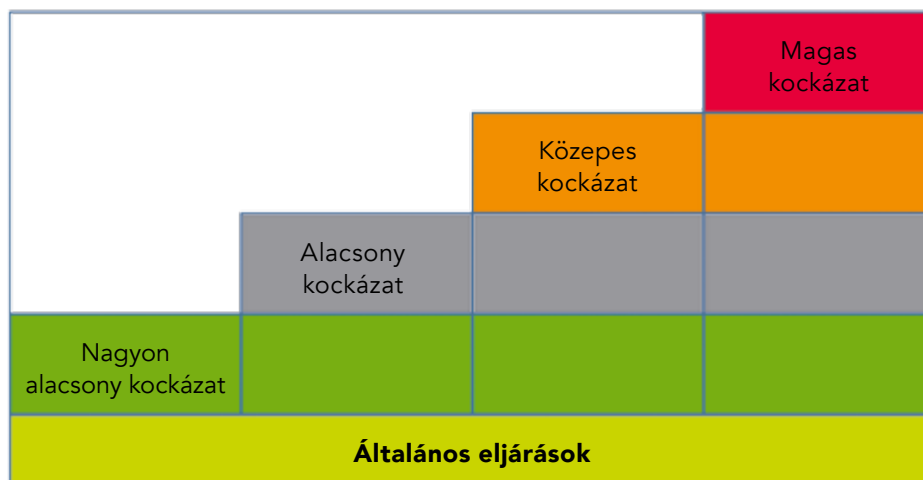 Magas
kockázat
Közepes
kockázat
Alacsony
kockázat
Nagyon
alacsony kockázat
Általános eljárások